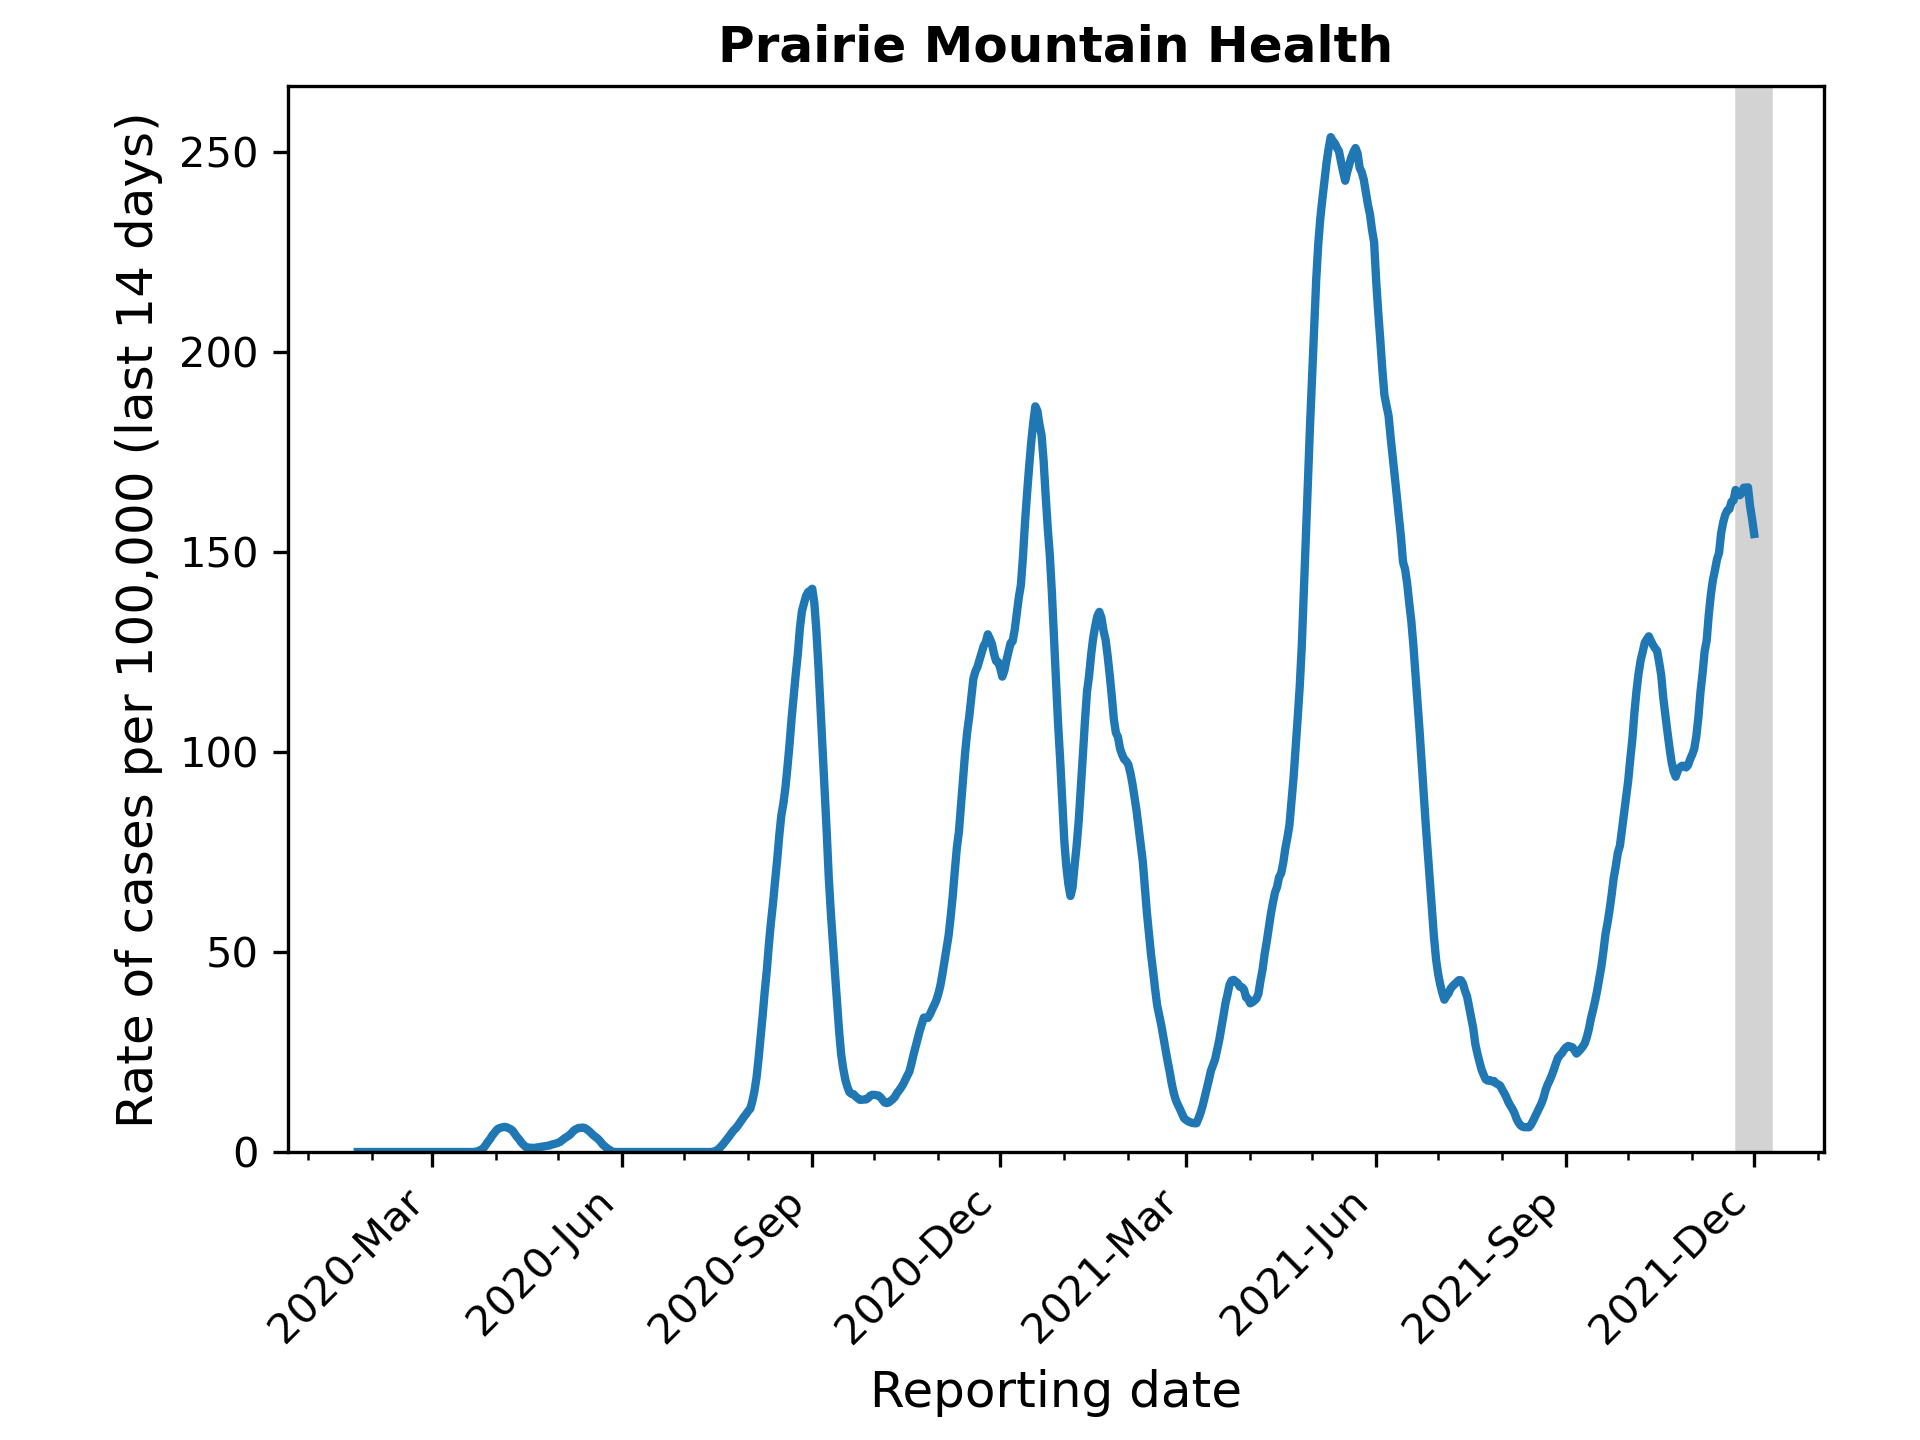 Prairie Mountain Health
Rate of cases per 100,000 (last 14 days)
250
200
150
100
50
0
2020-Mar
2020-Jun
2020-Sep
2020-Dec
2021-Mar
2021-Jun
2021-Sep
2021-Dec
Reporting date